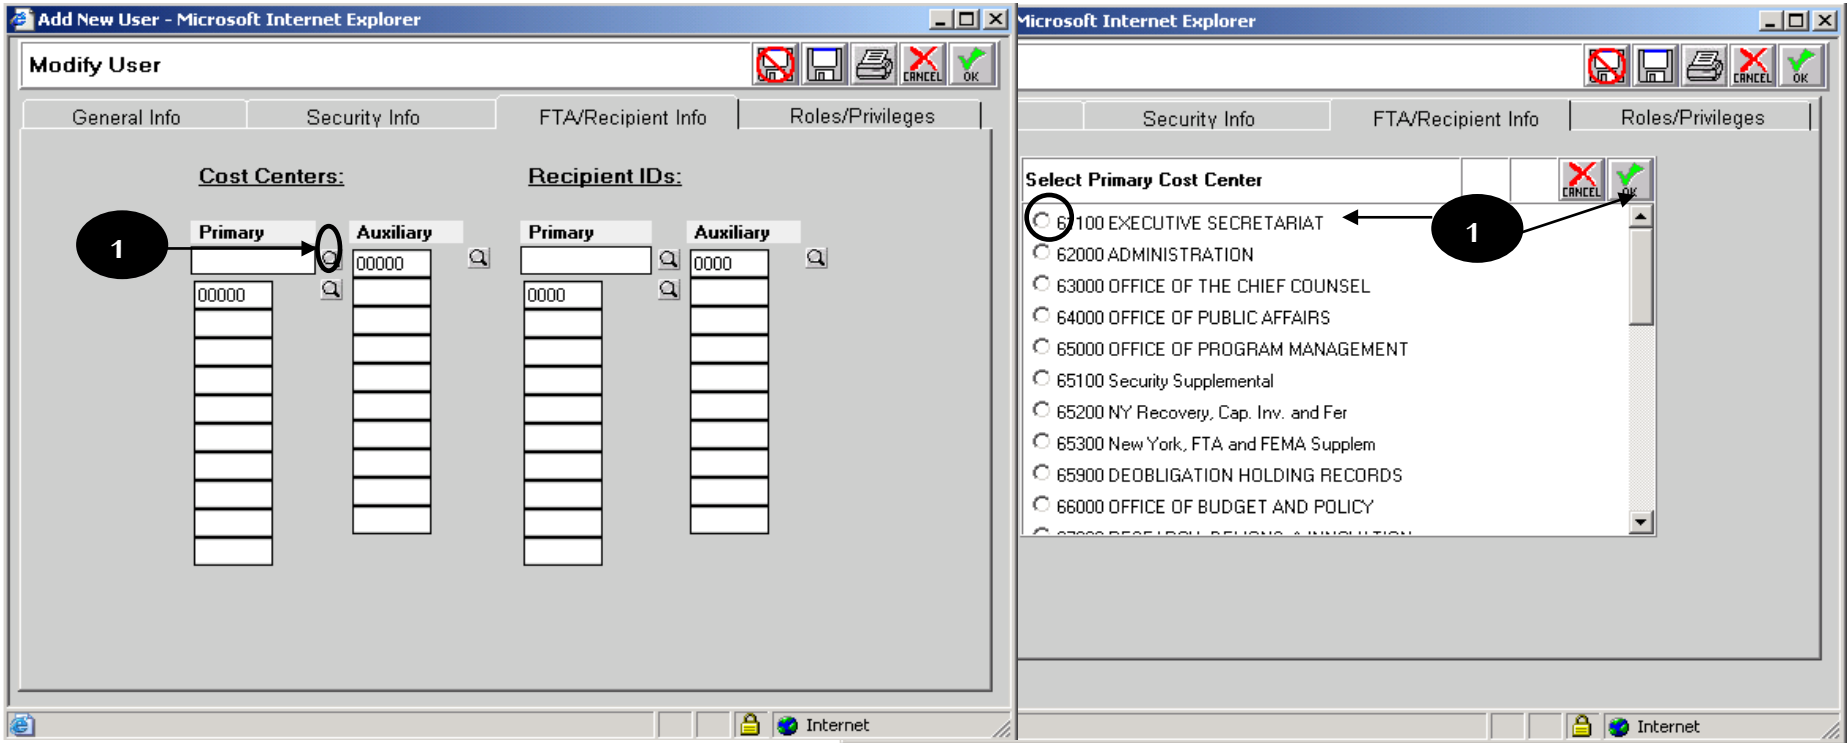 Add New User - Microsoft Internet Explorer
Modify User
CANCEL
OK
General Info
Security Info
FTA/Recipient Info
Roles/Privileges
Cost Centers:
Recipient IDs:
Primary
Auxiliary
Primary
Auxiliary
1
00000
0000
00000
0000
Internet
Microsoft Internet Explorer
CANCEL
OK
Security Info
FTA/Recipient Info
Roles/Privileges
Select Primary Cost Center
CANCEL
OK
100 EXECUTIVE SECRETARIAT
1
62000 ADMINISTRATION
63000 OFFICE OF THE CHIEF COUNSEL
64000 OFFICE OF PUBLIC AFFAIRS
65000 OFFICE OF PROGRAM MANAGEMENT
65100 Security Supplemental
65200 NY Recovery, Cap. Inv. and Fer
65300 New York, FTA and FEMA Supplem
65900 DEOBLIGATION HOLDING RECORDS
66000 OFFICE OF BUDGET AND POLICY
Internet